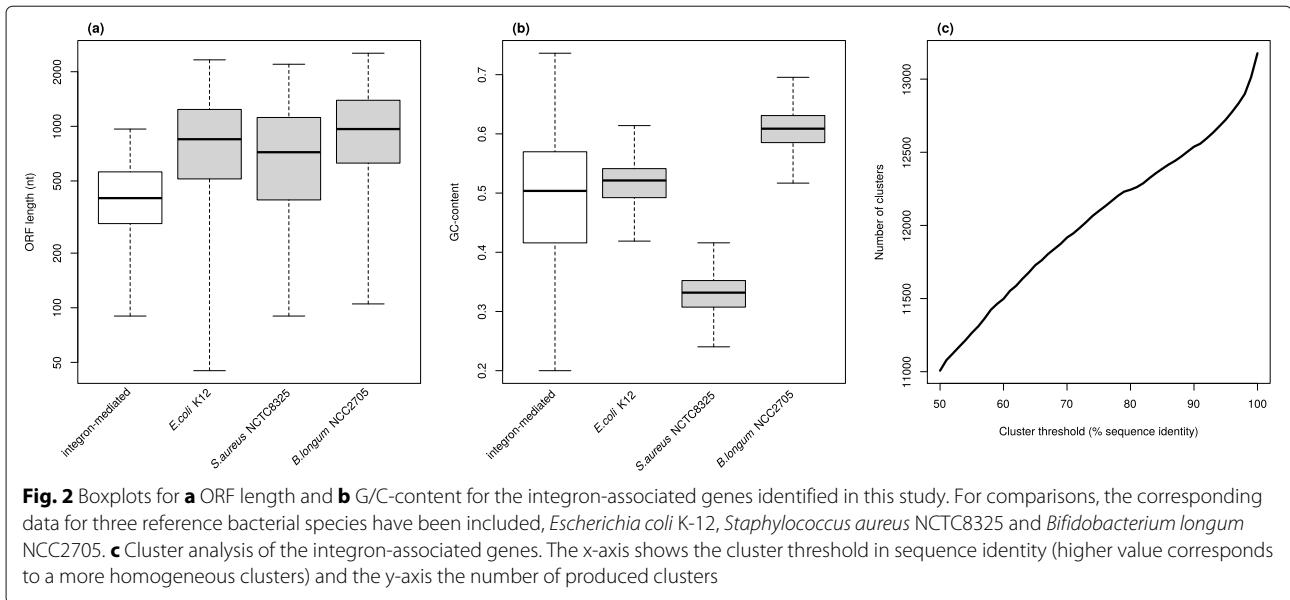 (a)
2000
1000
500
200
100
50
ORF length (nt)
integron-mediated
E.coli K12
S.aureus NCTC8325
B.longum NCC2705
(b)
0.7
0.6
0.5
0.4
0.3
0.2
GC-content
integron-mediated
E.coli K12
S.aureus NCTC8325
B.longum NCC2705
(c)
13000
12500
12000
11500
11000
Number of clusters
50 60 70 80 90 100
Cluster threshold (% sequence identity)
Fig. 2 Boxplots for a ORF length and b G/C-content for the integron-associated genes identified in this study. For comparisons, the corresponding
data for three reference bacterial species have been included, Escherichia coli K-12, Staphylococcus aureus NCTC8325 and Bifidobacterium longum
NCC2705. c Cluster analysis of the integron-associated genes. The x-axis shows the cluster threshold in sequence identity (higher value corresponds
to a more homogeneous clusters) and the y-axis the number of produced clusters